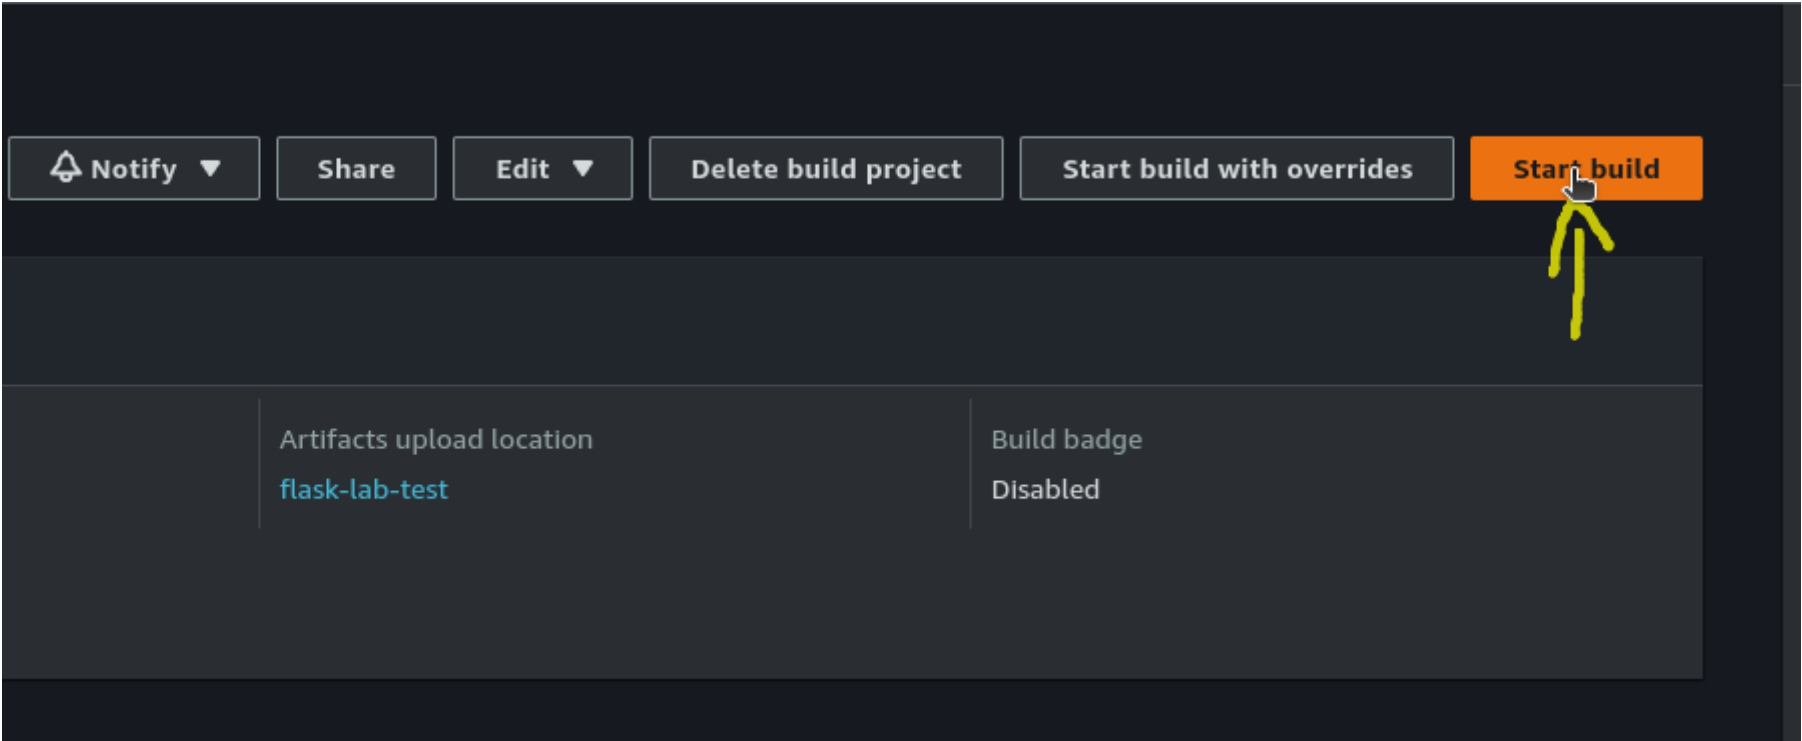 Notify
Share
Edit
Delete build project
Start build with overrides
Start build
Artifacts upload location
flask-lab-test
Build badge
Disabled